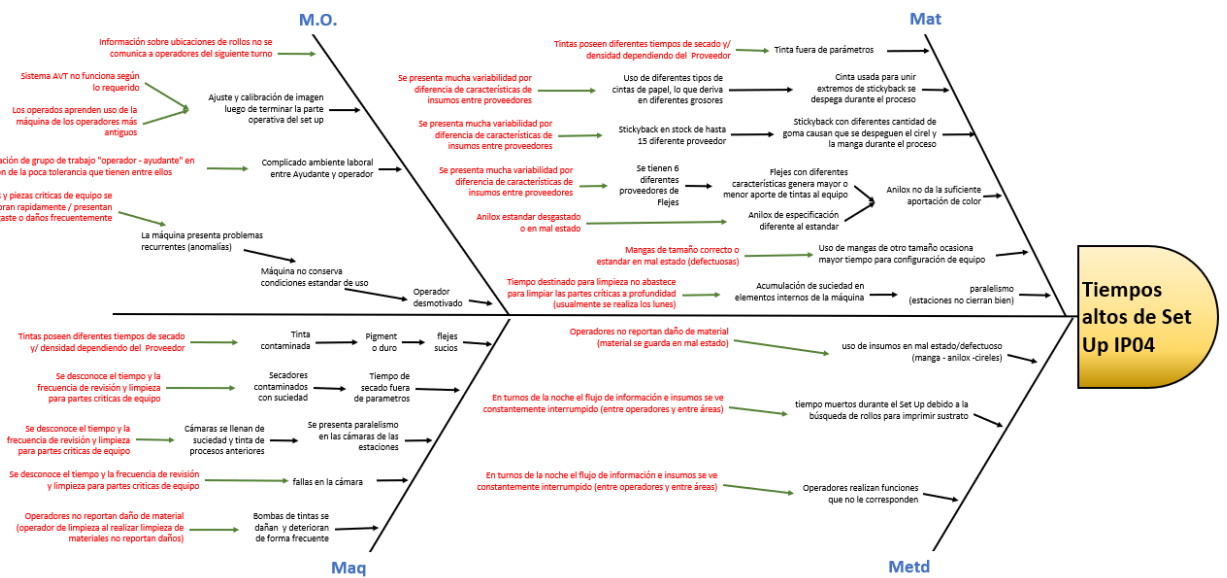 M.O.
Información sobre ubicaciones de rollos no se
comunica a operadores del siguiente turno
Sistema AVT no funciona según
lo requerido
Los operados aprenden uso de la
máquina de los operadores más
antiguos
Ajuste y calibración de imagen
luego de terminar la parte
operativa del set up
de grupo de trabajo "operador - ayudante" en
de la poca tolerancia que tienen entre ellos
Complicado ambiente laboral
entre Ayudante y operador
y piezas criticas de equipo se
rapidamente / presentan
o daños frecuentemente
La máquina presenta problemas
recurrentes (anomalías)
Máquina no conserva
condiciones estandar de uso
Operador
desmotivado
Mat
Tintas poseen diferentes tiempos de secado y/
densidad dependiendo del Proveedor
Tinta fuera de parámetros
Se presenta mucha variabilidad por
diferencia de características de
insumos entre proveedores
Uso de diferentes tipos de
cintas de papel, lo que deriva
en diferentes grosores
Cinta usada para unir
extremos de stickyback se
despega durante el proceso
Se presenta mucha variabilidad por
diferencia de características de
insumos entre proveedores
Stickyback en stock de hasta
15 diferente proveedor
Stickyback con diferentes cantidad de
goma causan que se despeguen el cirel y
la manga durante el proceso
Se presenta mucha variabilidad por
diferencia de características de
insumos entre proveedores
Se tienen 6
diferentes
proveedores de
Flejes
Flejes con diferentes
características genera mayor o
menor aporte de tintas al equipo
Anilox no da la suficiente
aportación de color
Anilox estandar desgastado
o en mal estado
Anilox de especificación
diferente al estandar
Mangas de tamaño correcto o
estandar en mal estado (defectuosas)
Uso de mangas de otro tamaño ocasiona
mayor tiempo para configuración de equipo
Tiempo destinado para limpieza no abastece
para limpiar las partes críticas a profundidad
(usualmente se realiza los lunes)
Acumulación de suciedad en
elementos internos de la máquina
paralelismo
(estaciones no cierran bien)
Tiempos
altos de Set
Up IP04
Tintas poseen diferentes tiempos de secado
y/ densidad dependiendo del Proveedor
Tinta
contaminada
Pigment
o duro
flejes
sucios
Se desconoce el tiempo y la
frecuencia de revisión y limpieza
para partes criticas de equipo
Secadores
contaminados
con suciedad
Tiempo de
secado fuera
de parametros
Se desconoce el tiempo y la
frecuencia de revisión y limpieza
para partes criticas de equipo
Cámaras se llenan de
suciedad y tinta de
procesos anteriores
Se presenta paralelismo
en las cámaras de las
estaciones
Se desconoce el tiempo y la frecuencia de revisión
y limpieza para partes criticas de equipo
fallas en la cámara
Operadores no reportan daño de material
(operador de limpieza al realizar limpieza de
materiales no reportan daños)
Bombas de tintas se
dañan y deterioran
de forma frecuente
Maq
Operadores no reportan daño de material
(material se guarda en mal estado)
uso de insumos en mal estado/defectuoso
(manga - anilox -cireles)
En turnos de la noche el flujo de información e insumos se ve
constantemente interrumpido (entre operadores y entre áreas)
tiempo muertos durante el Set Up debido a la
búsqueda de rollos para imprimir sustrato
En turnos de la noche el flujo de información e insumos se ve
constantemente interrumpido (entre operadores y entre áreas)
Operadores realizan funciones
que no le corresponden
Metd